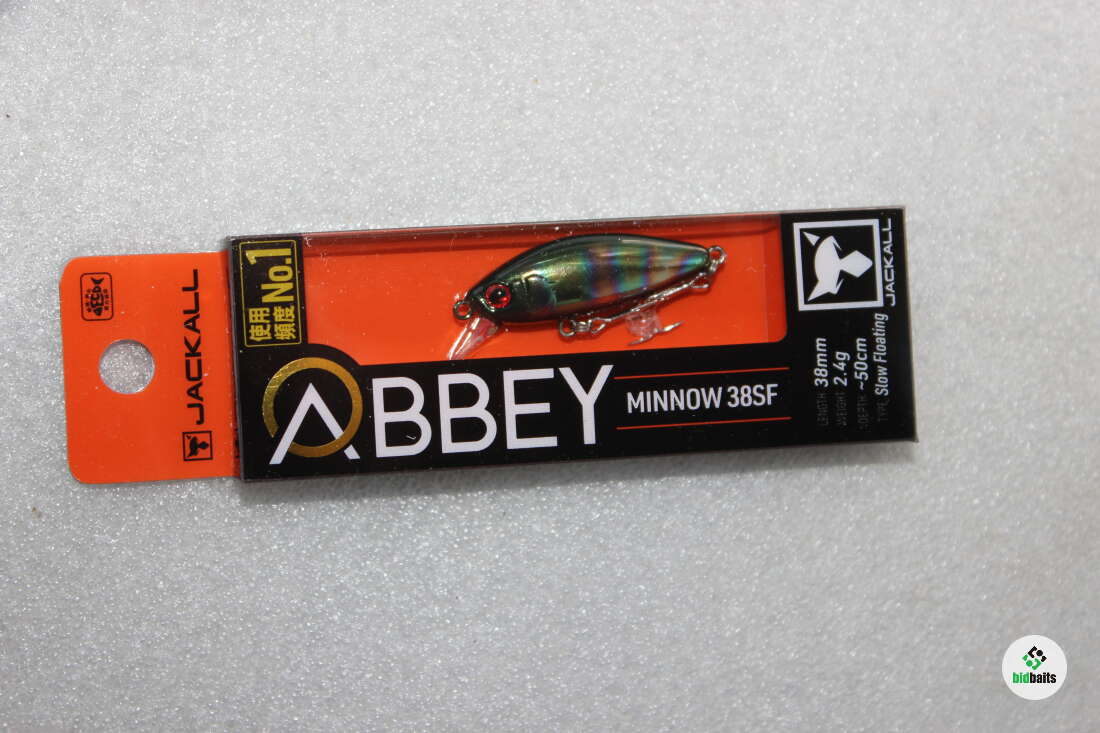 使用
頻度
No.1
JACKALL
ABBEY
MINNOW 38SF
JACKALL
LENGTH 38mm
WEIGHT 2.4g
DEPTH ~50cm
TYPE Slow Floating
bidbaits